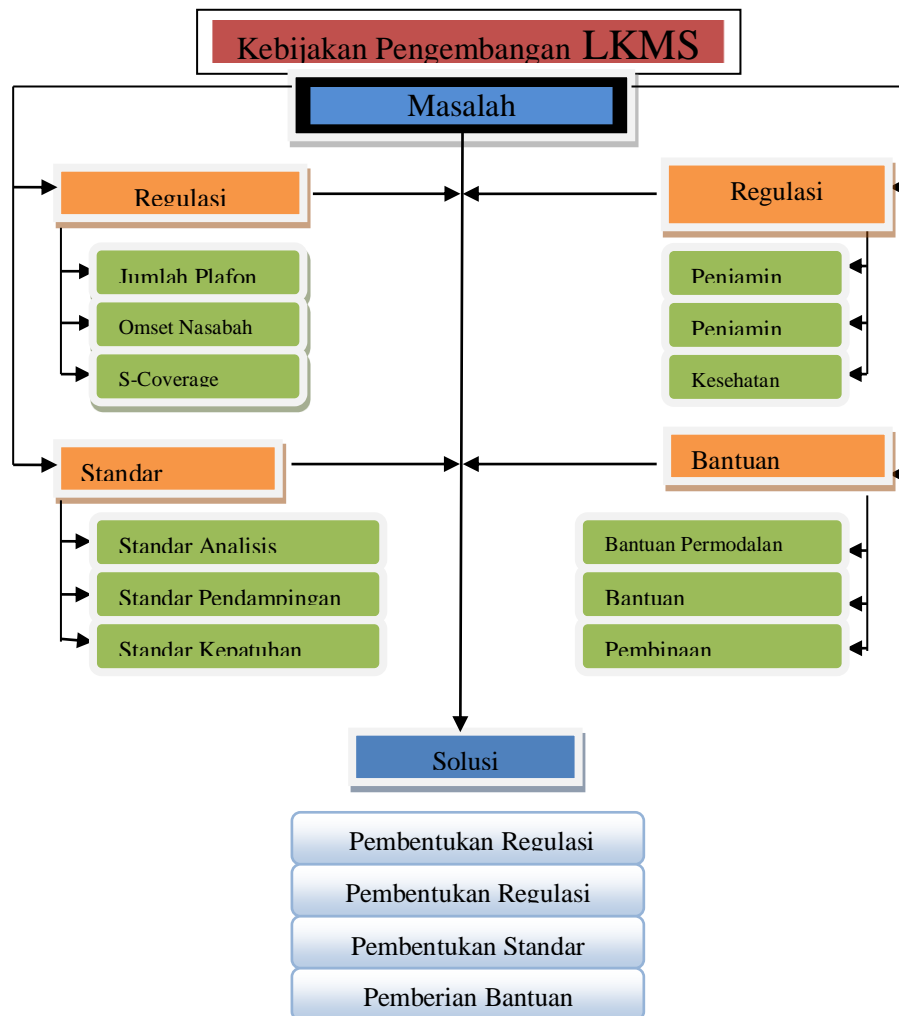 Kebijakan Pengembangan LKMS
Masalah
Regulasi
Jumlah Plafon
Omset Nasabah
S-Coverage
Standar
Standar Analisis
Standar Pendampingan
Standar Kepatuhan
Regulasi
Penjamin
Penjamin
Kesehatan
Bantuan
Bantuan Permodalan
Bantuan
Pembinaan
Solusi
Pembentukan Regulasi
Pembentukan Regulasi
Pembentukan Standar
Pemberian Bantuan